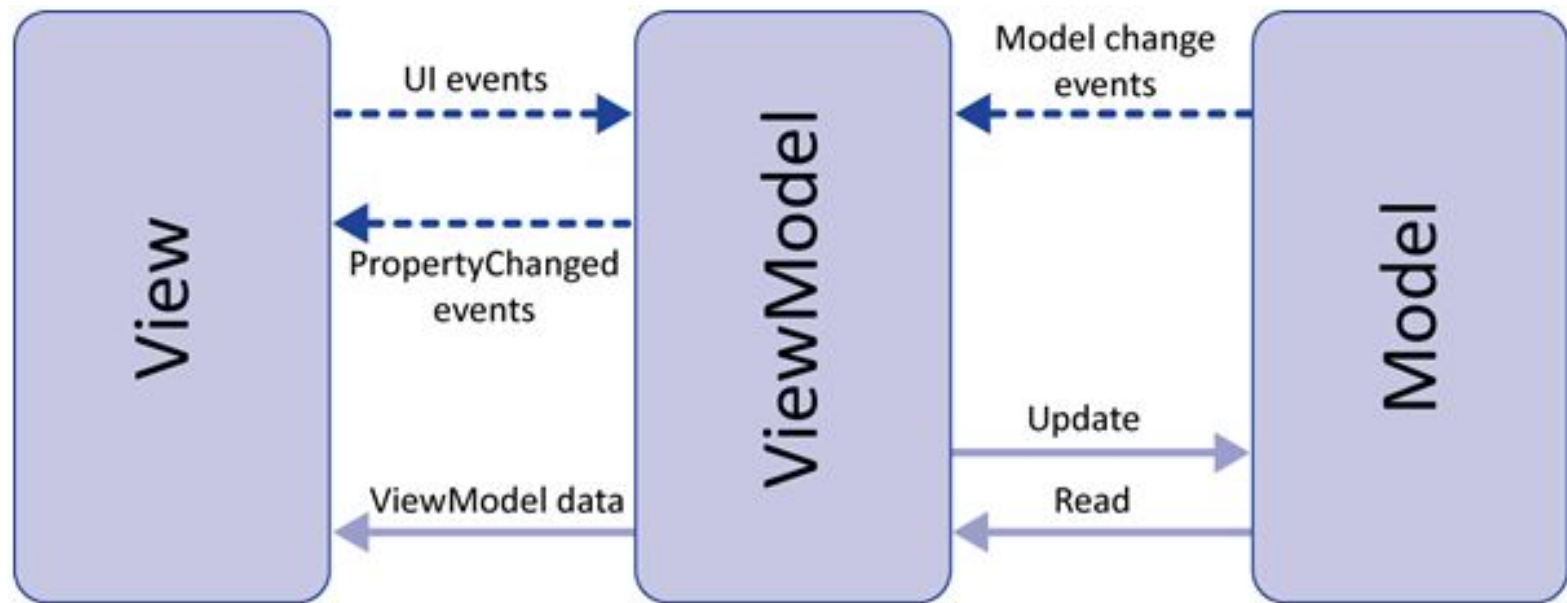 View
UI events
PropertyChanged
events
ViewModel data
ViewModel
Model change
events
Update
Read
Model